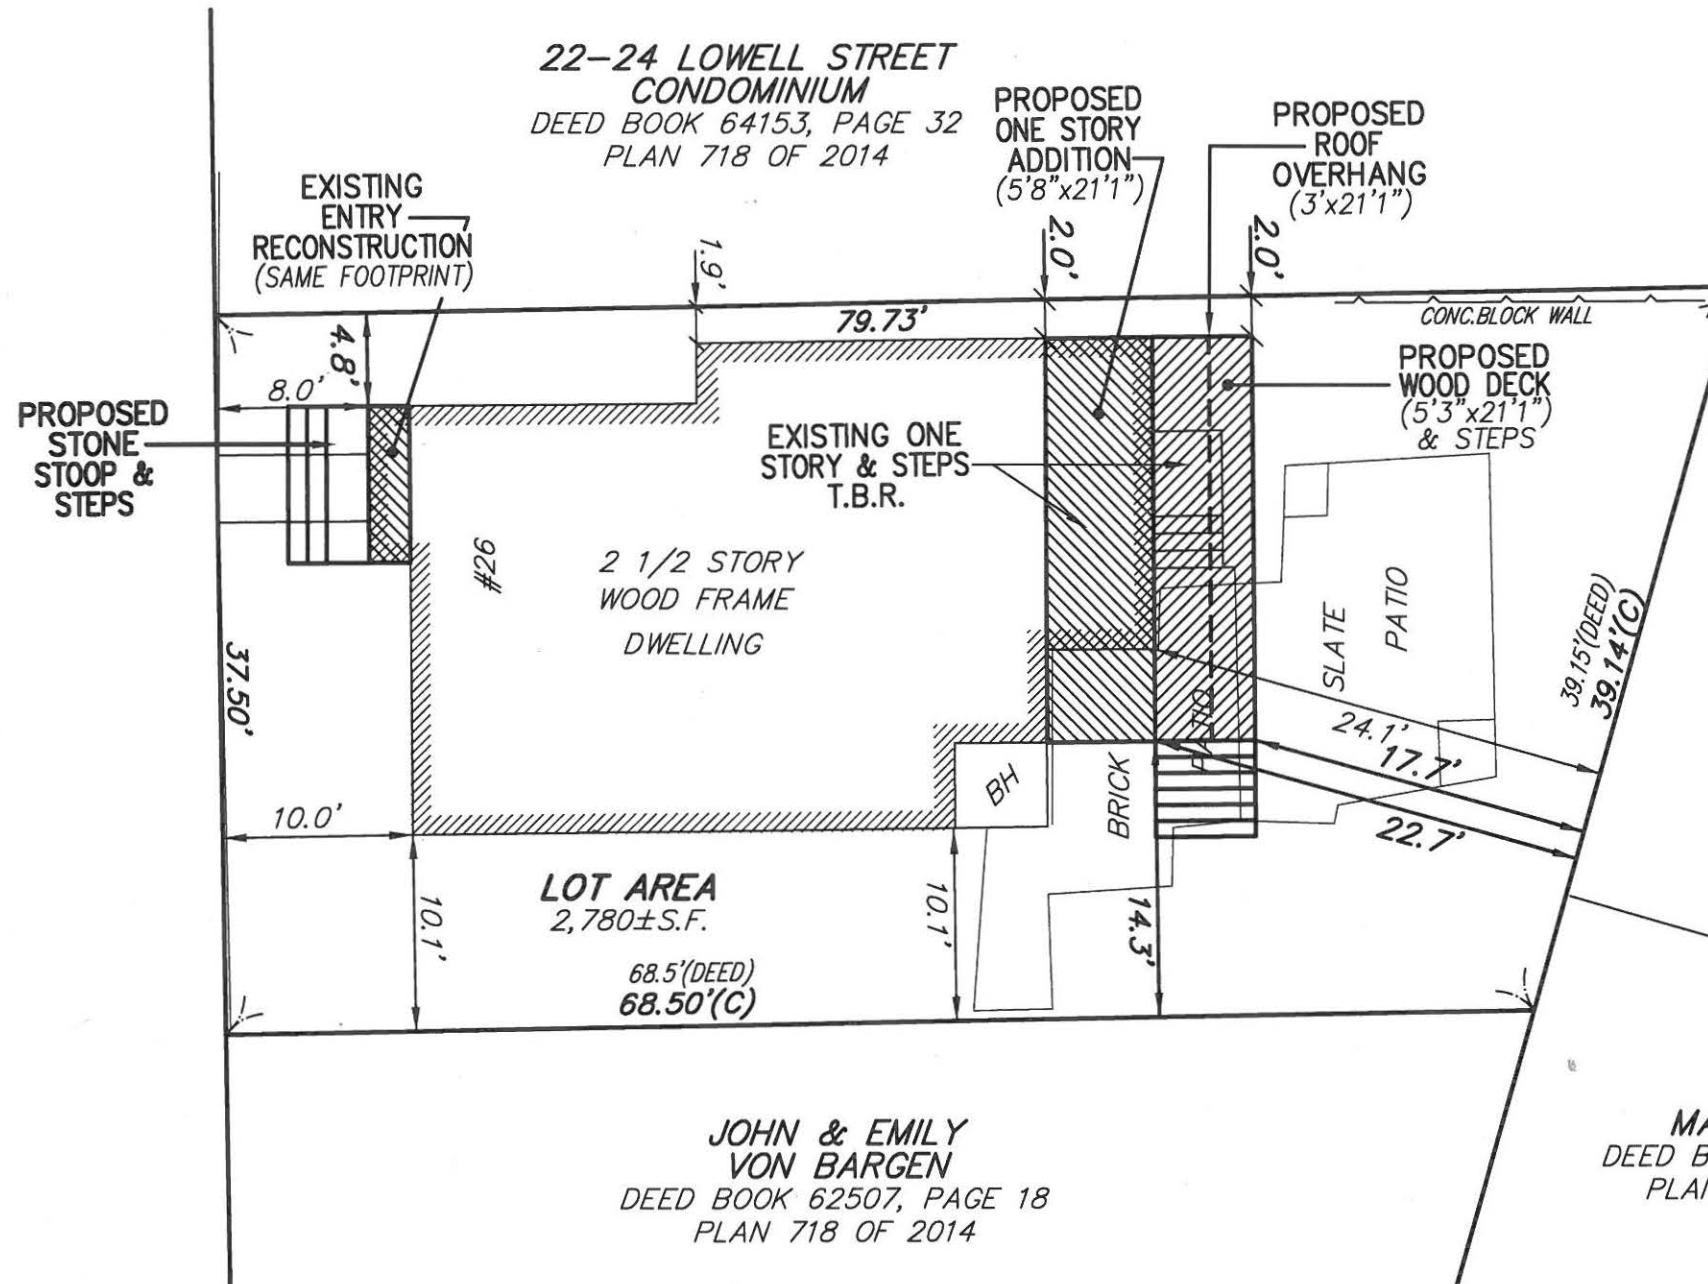 22-24 LOWELL STREET
CONDOMINIUM
DEED BOOK 64153, PAGE 32
PLAN 718 OF 2014
EXISTING
ENTRY
RECONSTRUCTION
(SAME FOOTPRINT)
PROPOSED
ONE STORY
ADDITION
(5'8"x21'1")
PROPOSED
ROOF
OVERHANG
(3'x21'1")
1.9'
2.0'
2.0'
79.73'
CONC.BLOCK WALL
4.8'
8.0'
PROPOSED
STONE
STOOP &
STEPS
PROPOSED
WOOD DECK
(5'3"x21'1")
& STEPS
EXISTING ONE
STORY & STEPS
T.B.R.
#26
2 1/2 STORY
WOOD FRAME
DWELLING
SLATE
PATIO
39.15'(DEED)
39.14'(C)
37.50'
24.1'
17.7'
22.7'
BH
BRICK
PATIO
10.0'
LOT AREA
2,780±S.F.
10.1'
10.1'
14.3'
68.5'(DEED)
68.50'(C)
JOHN & EMILY
VON BARGEN
DEED BOOK 62507, PAGE 18
PLAN 718 OF 2014
MA
DEED B
PLAN